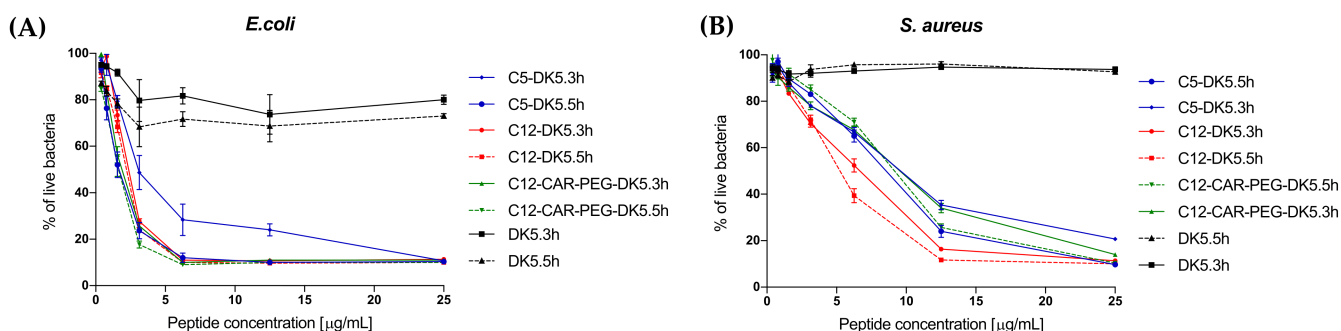 (A)
E.coli
% of live bacteria
100
80
60
40
20
0
0
5
10
15
20
25
Peptide concentration [µg/mL]
C5-DK5.3h
C5-DK5.5h
C12-DK5.3h
C12-DK5.5h
C12-CAR-PEG-DK5.3h
C12-CAR-PEG-DK5.5h
DK5.3h
DK5.5h
(B)
S. aureus
% of live bacteria
100
80
60
40
20
0
0
5
10
15
20
25
Peptide concentration [µg/mL]
C5-DK5.5h
C5-DK5.3h
C12-DK5.3h
C12-DK5.5h
C12-CAR-PEG-DK5.5h
C12-CAR-PEG-DK5.3h
DK5.5h
DK5.3h